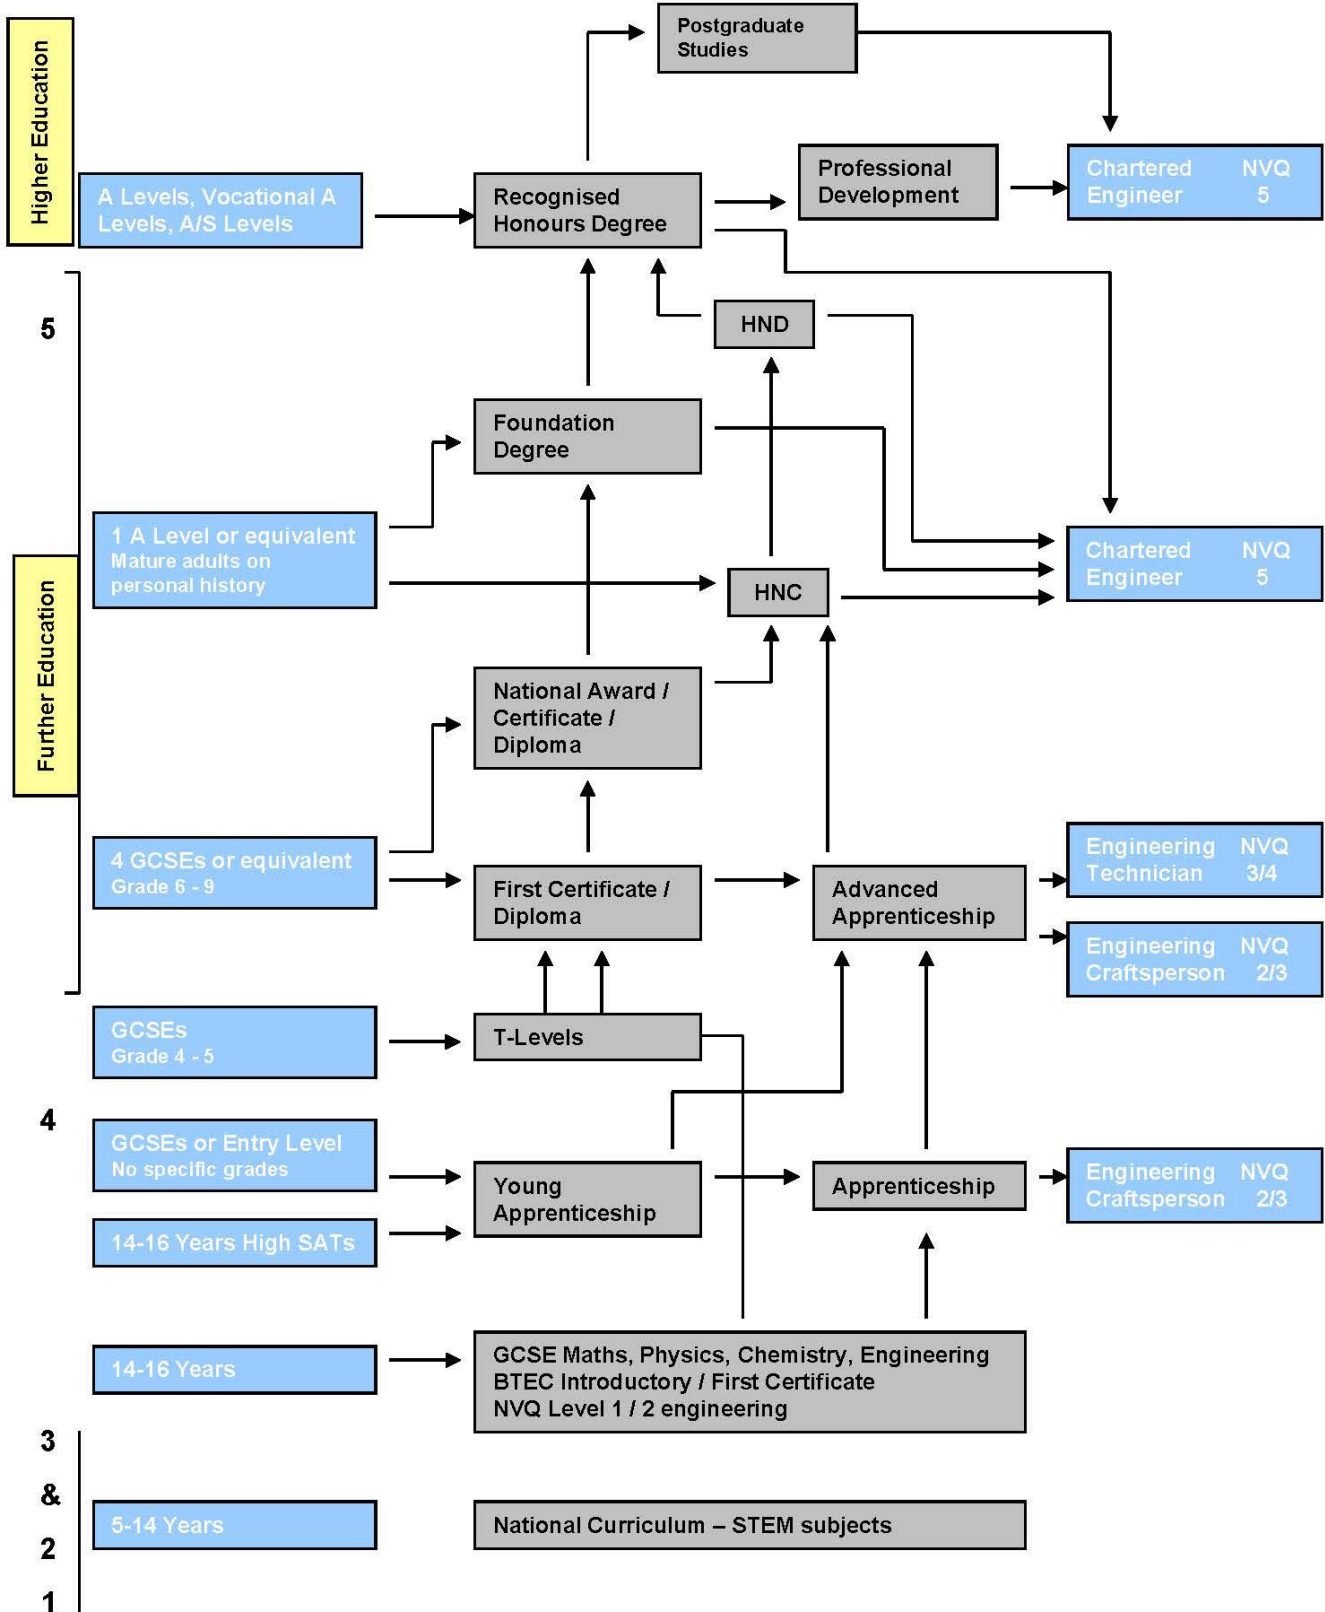 Postgraduate
Studies
Higher Education
A Levels, Vocational A
Levels, A/S Levels
Recognised
Honours Degree
Professional
Development
Chartered NVQ
Engineer 5
5
HND
Foundation
Degree
1 A Level or equivalent
Mature adults on
personal history
HNC
Chartered NVQ
Engineer 5
Further Education
National Award /
Certificate /
Diploma
4 GCSEs or equivalent
Grade 6 - 9
First Certificate /
Diploma
Advanced
Apprenticeship
Engineering NVQ
Technician 3/4
Engineering NVQ
Craftsperson 2/3
GCSEs
Grade 4 - 5
T-Levels
4
GCSEs or Entry Level
No specific grades
Young
Apprenticeship
Apprenticeship
Engineering NVQ
Craftsperson 2/3
14-16 Years High SATs
14-16 Years
GCSE Maths, Physics, Chemistry, Engineering
BTEC Introductory / First Certificate
NVQ Level 1 / 2 engineering
3
&
5-14 Years
National Curriculum – STEM subjects
2
1